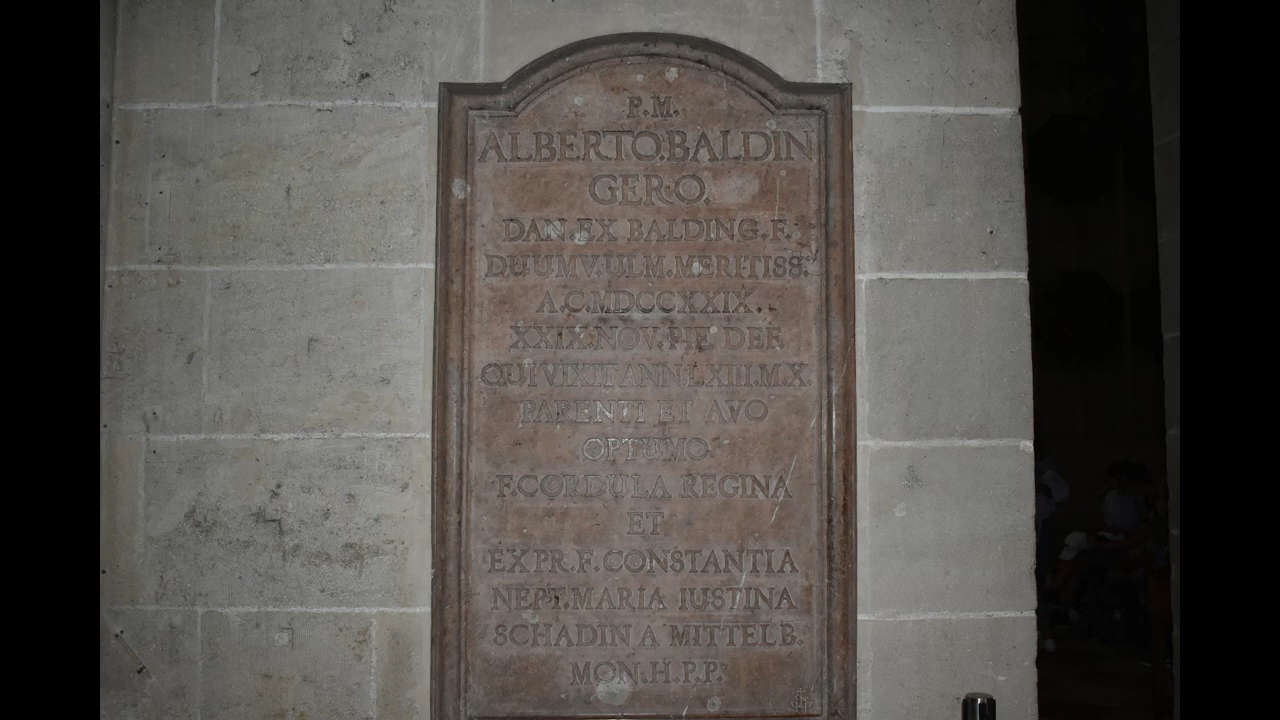 P.M.
ALBERTO.BALDIN
GERO.
DAN.EX BALDING.F.
DUUMV.ULM.MERITISS.
A.C.MDCCXXIX.
XXIX.NOV.PIE DEF.
QUI VIXIT ANN.LXIII.M.X.
PARENTI ET AVO
OPTUMO.
F.CORDULA REGINA
ET
EX PR.F.CONSTANTIA
NEPT.MARIA IUSTINA
SCHADIN A MITTELB.
MON.H.P.P.